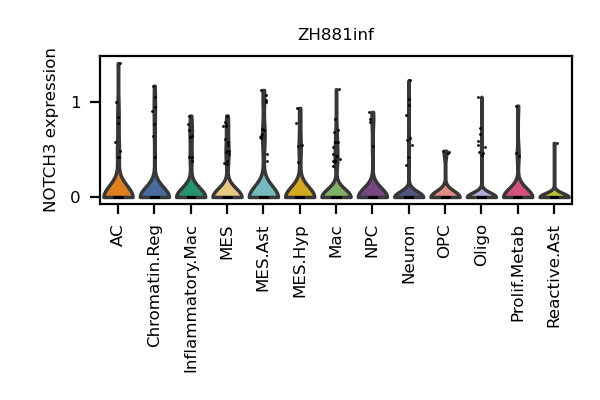 ZH881inf
NOTCH3 expression
1
0
AC
Chromatin.Reg
Inflammatory.Mac
MES
MES.Ast
MES.Hyp
Mac
NPC
Neuron
OPC
Oligo
Prolif.Metab
Reactive.Ast